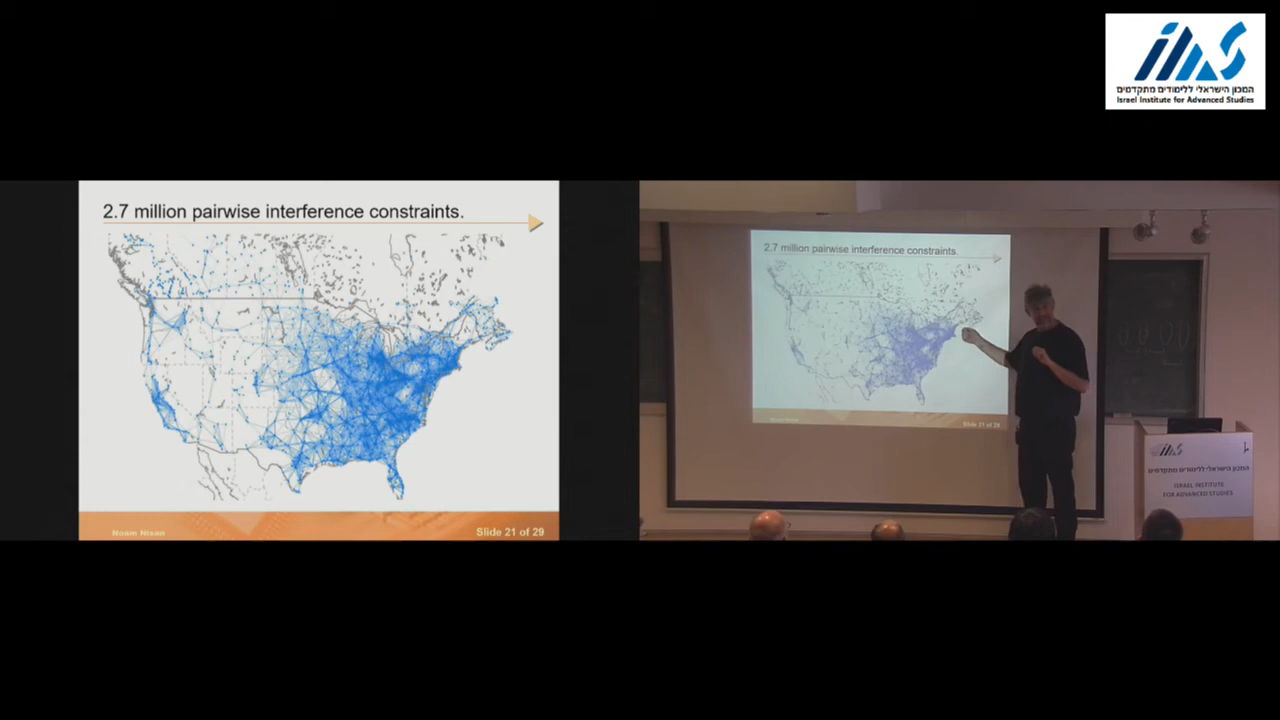 ias
המכון הישראלי ללימודים מתקדמים
Israel Institute for Advanced Studies
2.7 million pairwise interference constraints.
Noam Nisan
Slide 21 of 29
2.7 million pairwise interference constraints.
Slide 21 of 29
ias
המכון הישראלי ללימודים מתקדמים
ISRAEL INSTITUTE
FOR ADVANCED STUDIES